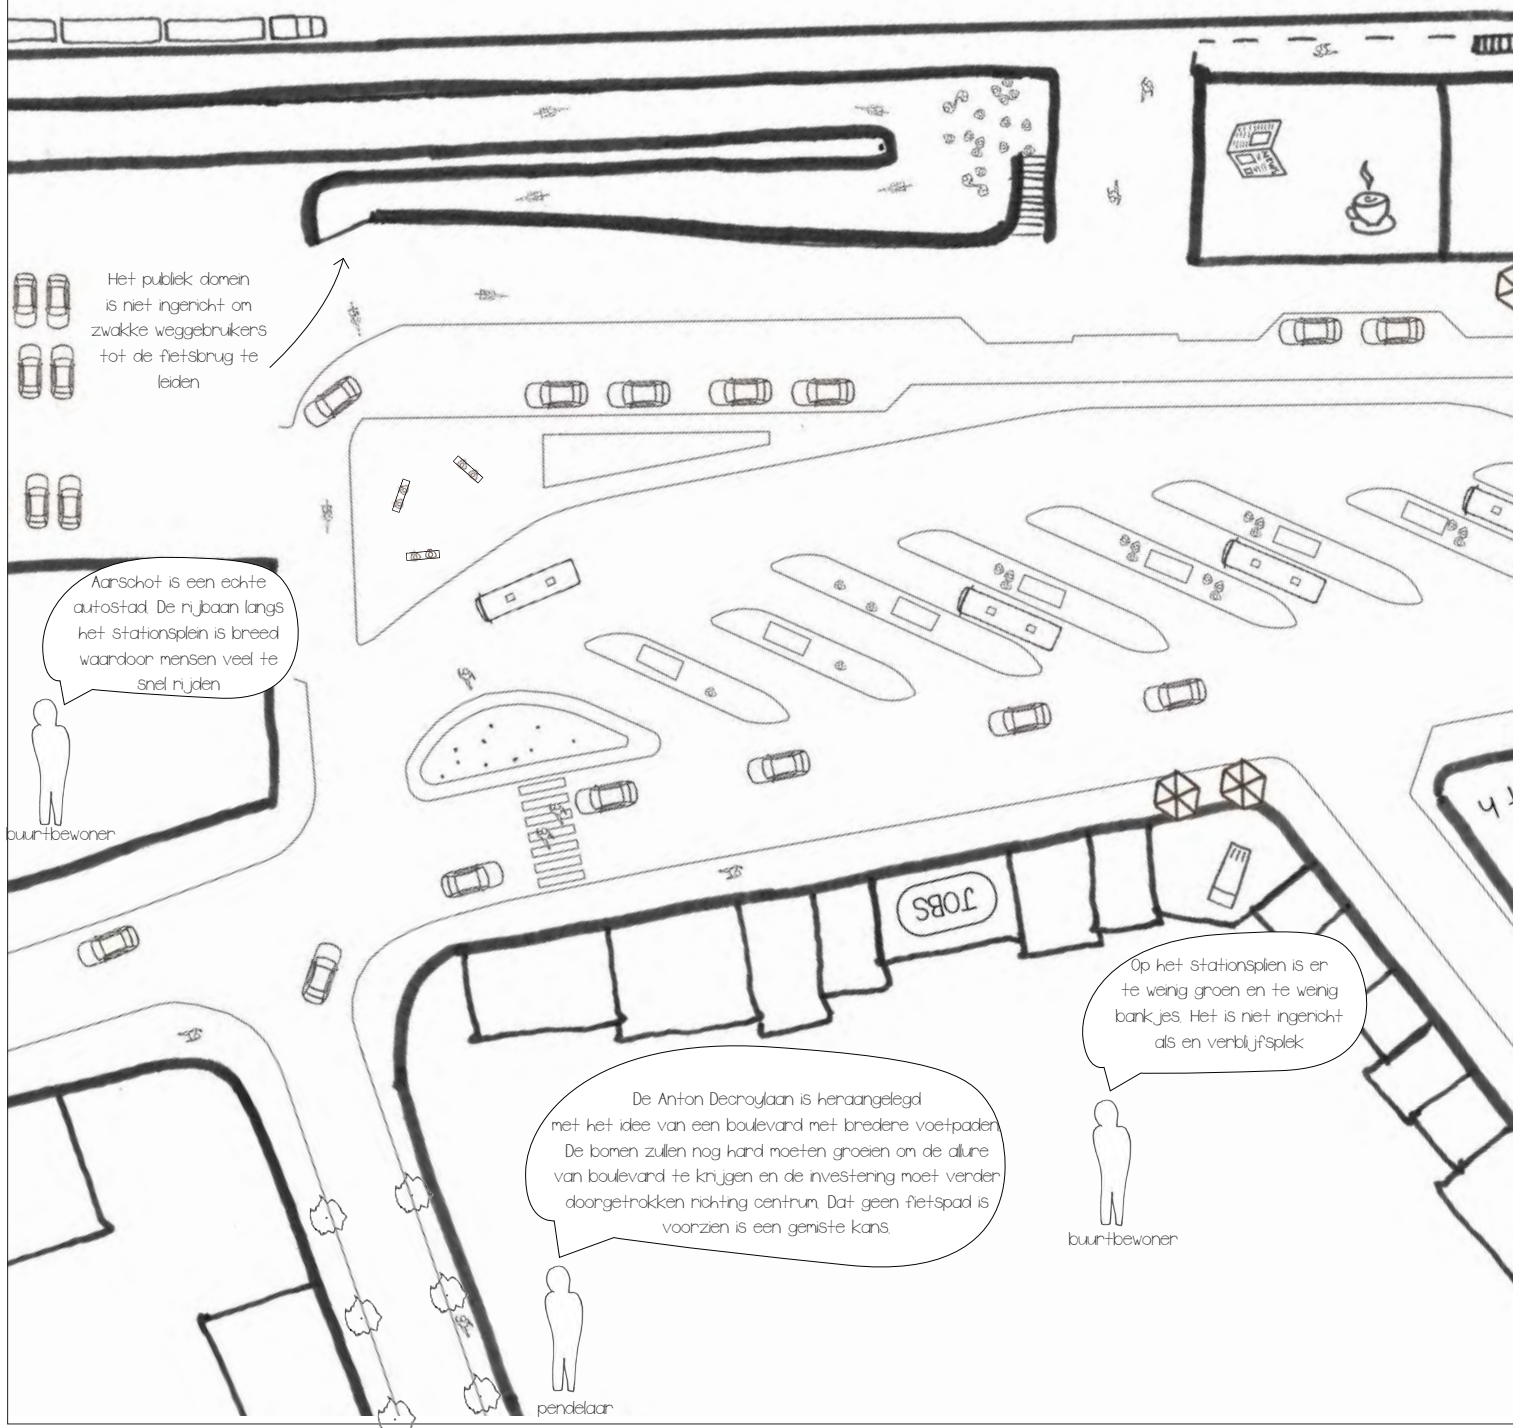 Het publiek domein
is niet ingericht om
zwakke weggebruikers
tot de fietsbrug te
leiden
Aarschot is een echte
autostad. De rijbaan langs
het stationsplein is breed
waardoor mensen veel te
snel rijden
buurtbewoner
JOBS
Op het stationsplien is er
te weinig groen en te weinig
bankjes. Het is niet ingericht
als en verblijfsplek
buurtbewoner
De Anton Decroylaan is heraangelegd
met het idee van een boulevard met bredere voetpaden.
De bomen zullen nog hard moeten groeien om de allure
van boulevard te krijgen en de investering moet verder
doorgetrokken richting centrum. Dat geen fietspad is
voorzien is een gemiste kans.
pendelaar